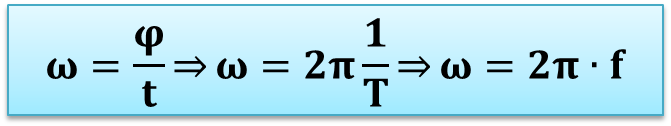 ω = φ/t ⇒ ω = 2π 1/T ⇒ ω = 2π · f